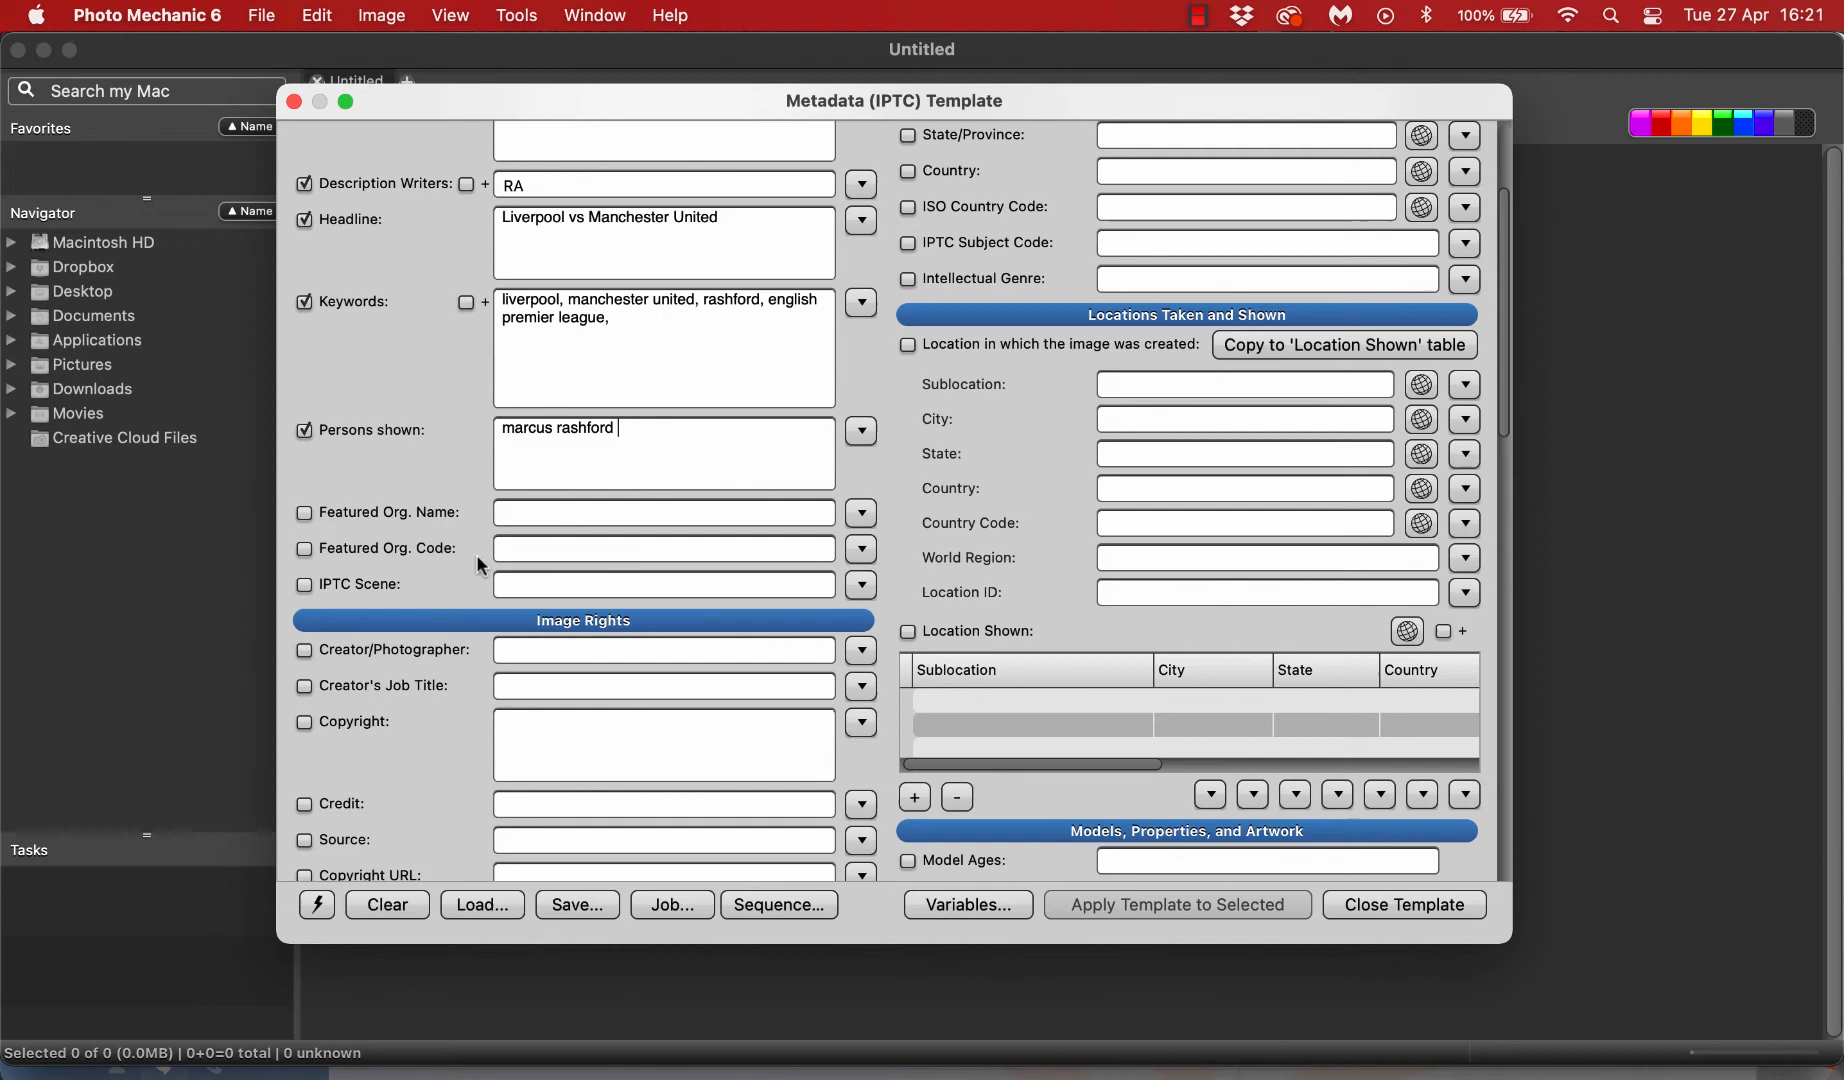 Photo Mechanic 6 File Edit Image View Tools Window Help 100% Tue 27 Apr 16:21
Untitled
Search my Mac
Untitled
Favorites
Name
Navigator
Name
Macintosh HD
Dropbox
Desktop
Documents
Applications
Pictures
Downloads
Movies
Creative Cloud Files
Tasks
Selected 0 of 0 (0.0MB) | 0+0=0 total | 0 unknown
Metadata (IPTC) Template
Description Writers: + RA
Headline: Liverpool vs Manchester United
Keywords: + liverpool, manchester united, rashford, english
premier league,
Persons shown: marcus rashford
Featured Org. Name:
Featured Org. Code:
IPTC Scene:
Image Rights
Creator/Photographer:
Creator's Job Title:
Copyright:
Credit:
Source:
Copyright URL:
State/Province:
Country:
ISO Country Code:
IPTC Subject Code:
Intellectual Genre:
Locations Taken and Shown
Location in which the image was created: Copy to 'Location Shown' table
Sublocation:
City:
State:
Country:
Country Code:
World Region:
Location ID:
Location Shown: +
Sublocation City State Country
+ -
Models, Properties, and Artwork
Model Ages:
Clear Load... Save... Job... Sequence... Variables... Apply Template to Selected Close Template